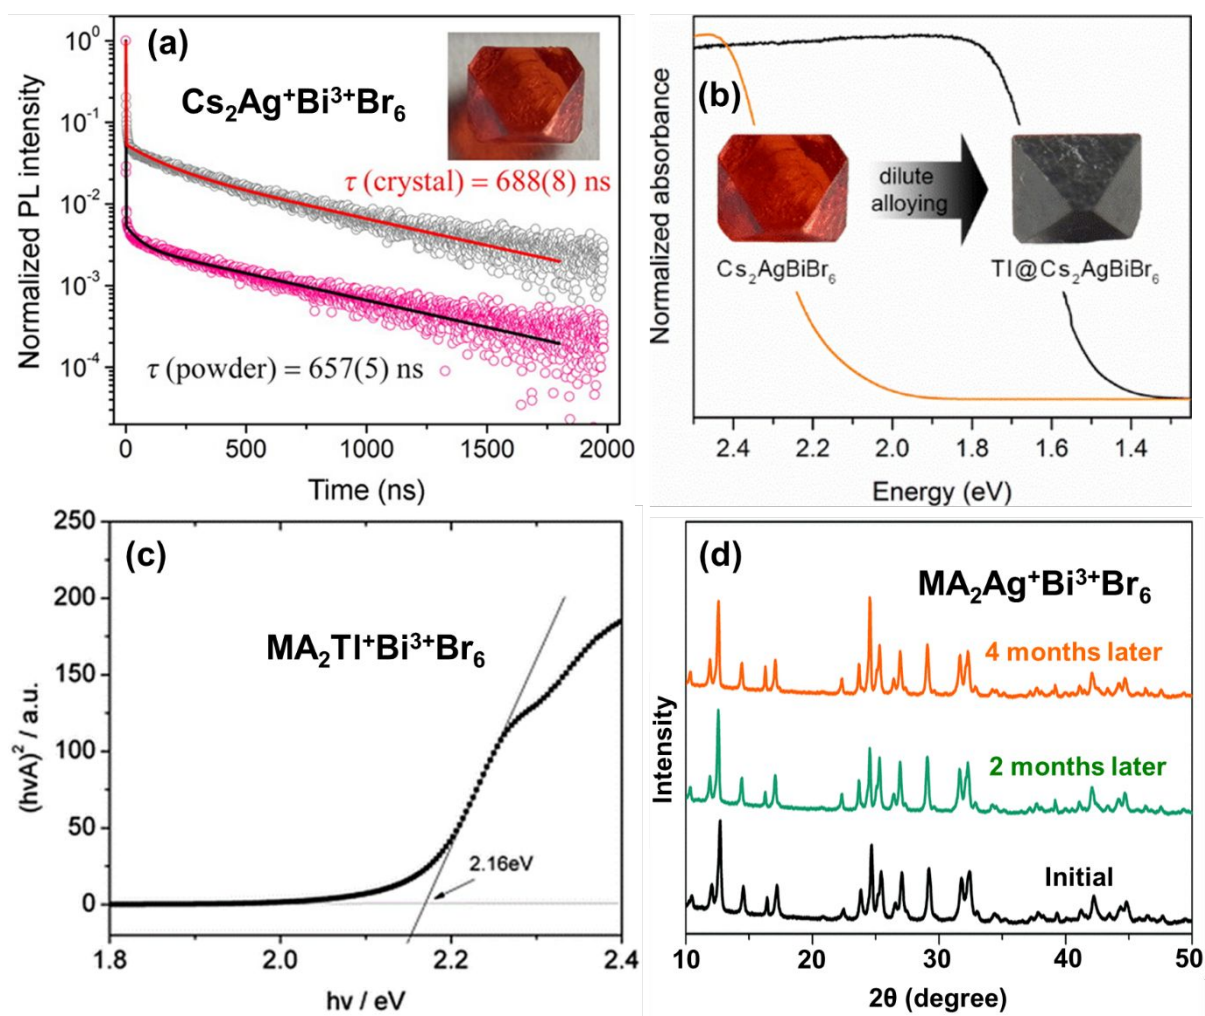 (a)
Cs₂Ag⁺Bi³⁺Br₆
τ (crystal) = 688(8) ns
τ (powder) = 657(5) ns
Normalized PL intensity
10⁰
10⁻¹
10⁻²
10⁻³
10⁻⁴
0 500 1000 1500 2000
Time (ns)
(b)
Normalized absorbance
dilute
alloying
Cs₂AgBiBr₆
Tl@Cs₂AgBiBr₆
2.4 2.2 2.0 1.8 1.6 1.4
Energy (eV)
(c)
MA₂Tl⁺Bi³⁺Br₆
(hνA)² / a.u.
250
200
150
100
50
0
2.16eV
1.8 2.0 2.2 2.4
hν / eV
(d)
MA₂Ag⁺Bi³⁺Br₆
4 months later
2 months later
Initial
Intensity
10 20 30 40 50
2θ (degree)